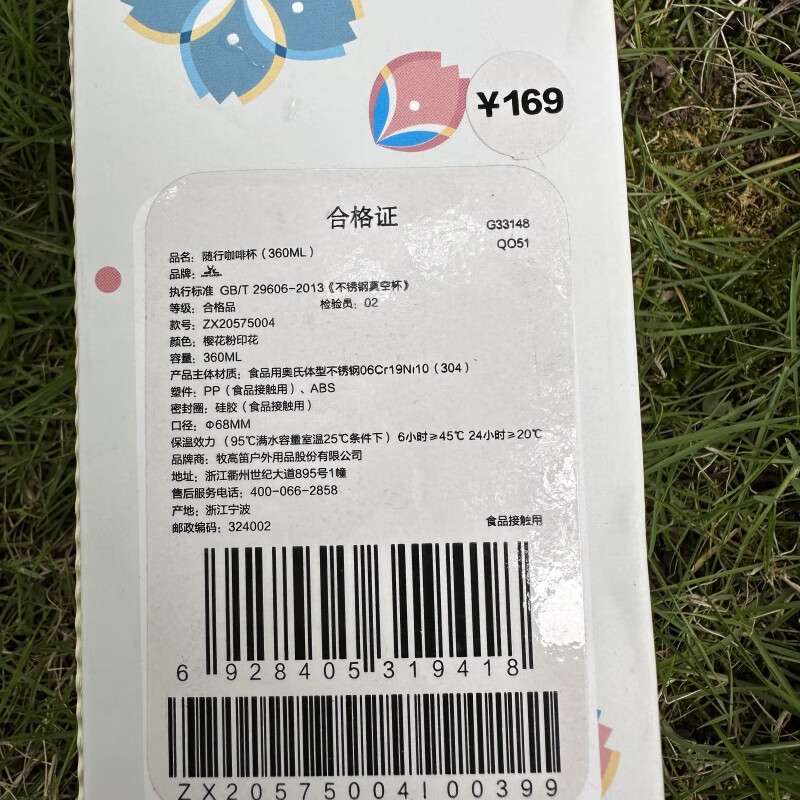 ¥169
合格证
G33148
QO51
品名：随行咖啡杯（360ML）
品牌：
执行标准 GB/T 29606-2013《不锈钢真空杯》
等级：合格品 检验员：02
款号：ZX20575004
颜色：樱花粉印花
容量：360ML
产品主体材质：食品用奥氏体型不锈钢06Cr19Ni10（304）
塑件：PP（食品接触用）、ABS
密封圈：硅胶（食品接触用）
口径：Φ68MM
保温效力（95℃满水容量室温25℃条件下）6小时≥45℃ 24小时≥20℃
品牌商：牧高笛户外用品股份有限公司
地址：浙江衢州世纪大道895号1幢
售后服务电话：400-066-2858
产地：浙江宁波
邮政编码：324002 食品接触用
6 928405 319418
ZX20575004I00399